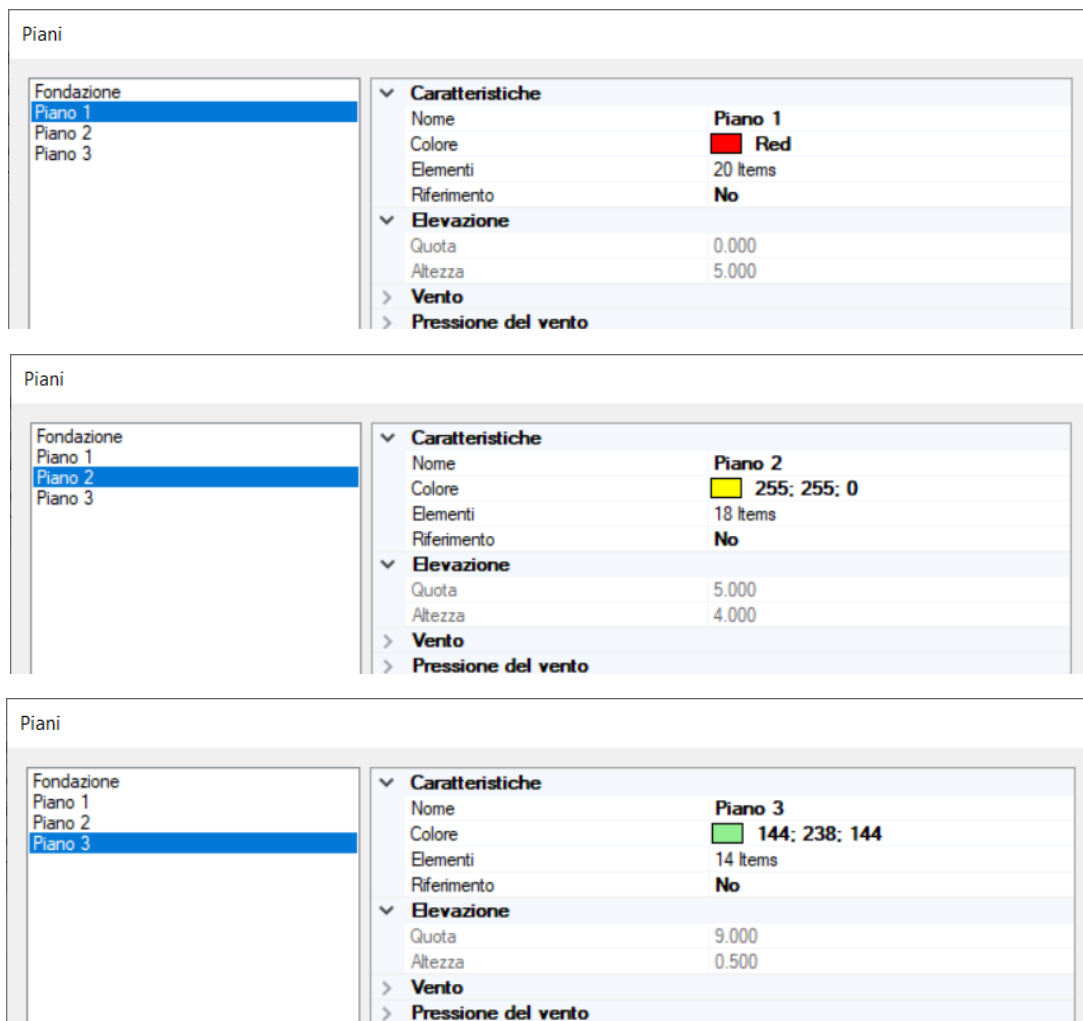 Piani
Fondazione
Piano 1
Piano 2
Piano 3
Caratteristiche
Nome Piano 1
Colore Red
Elementi 20 Items
Riferimento No
Elevazione
Quota 0.000
Altezza 5.000
Vento
Pressione del vento
Piani
Fondazione
Piano 1
Piano 2
Piano 3
Caratteristiche
Nome Piano 2
Colore 255; 255; 0
Elementi 18 Items
Riferimento No
Elevazione
Quota 5.000
Altezza 4.000
Vento
Pressione del vento
Piani
Fondazione
Piano 1
Piano 2
Piano 3
Caratteristiche
Nome Piano 3
Colore 144; 238; 144
Elementi 14 Items
Riferimento No
Elevazione
Quota 9.000
Altezza 0.500
Vento
Pressione del vento